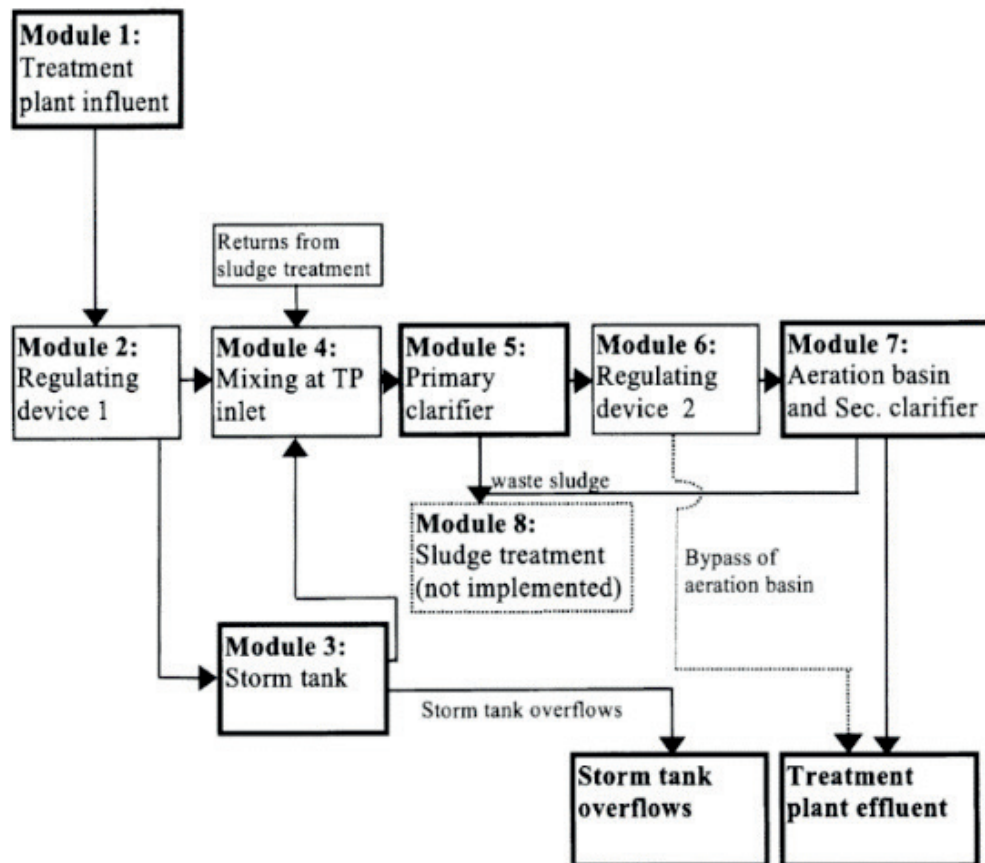 Module 1:
Treatment
plant influent
Returns from
sludge treatment
Module 2:
Regulating
device 1
Module 4:
Mixing at TP
inlet
Module 5:
Primary
clarifier
Module 6:
Regulating
device 2
Module 7:
Aeration basin
and Sec. clarifier
waste sludge
Module 8:
Sludge treatment
(not implemented)
Bypass of
aeration basin
Module 3:
Storm tank
Storm tank overflows
Storm tank
overflows
Treatment
plant effluent